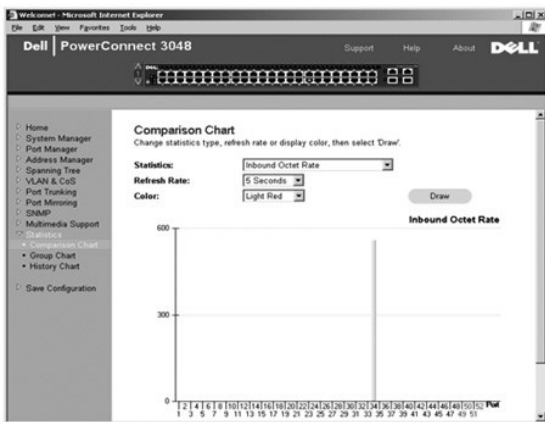 Welcome! - Microsoft Internet Explorer
File Edit View Favorites Tools Help
Dell | PowerConnect 3048
Support Help About DELL
Home
System Manager
Port Manager
Address Manager
Spanning Tree
VLAN & CoS
Port Trunking
Port Mirroring
SNMP
Multimedia Support
Statistics
Comparison Chart
Group Chart
History Chart
Save Configuration
Comparison Chart
Change statistics type, refresh rate or display color, then select 'Draw'.
Statistics: Inbound Octet Rate
Refresh Rate: 5 Seconds
Color: Light Red Draw
Inbound Octet Rate
600
300
0
2 4 6 8 10 12 14 16 18 20 22 24 26 28 30 32 34 36 38 40 42 44 46 48 50 52 Port
1 3 5 7 9 11 13 15 17 19 21 23 25 27 29 31 33 35 37 39 41 43 45 47 49 51